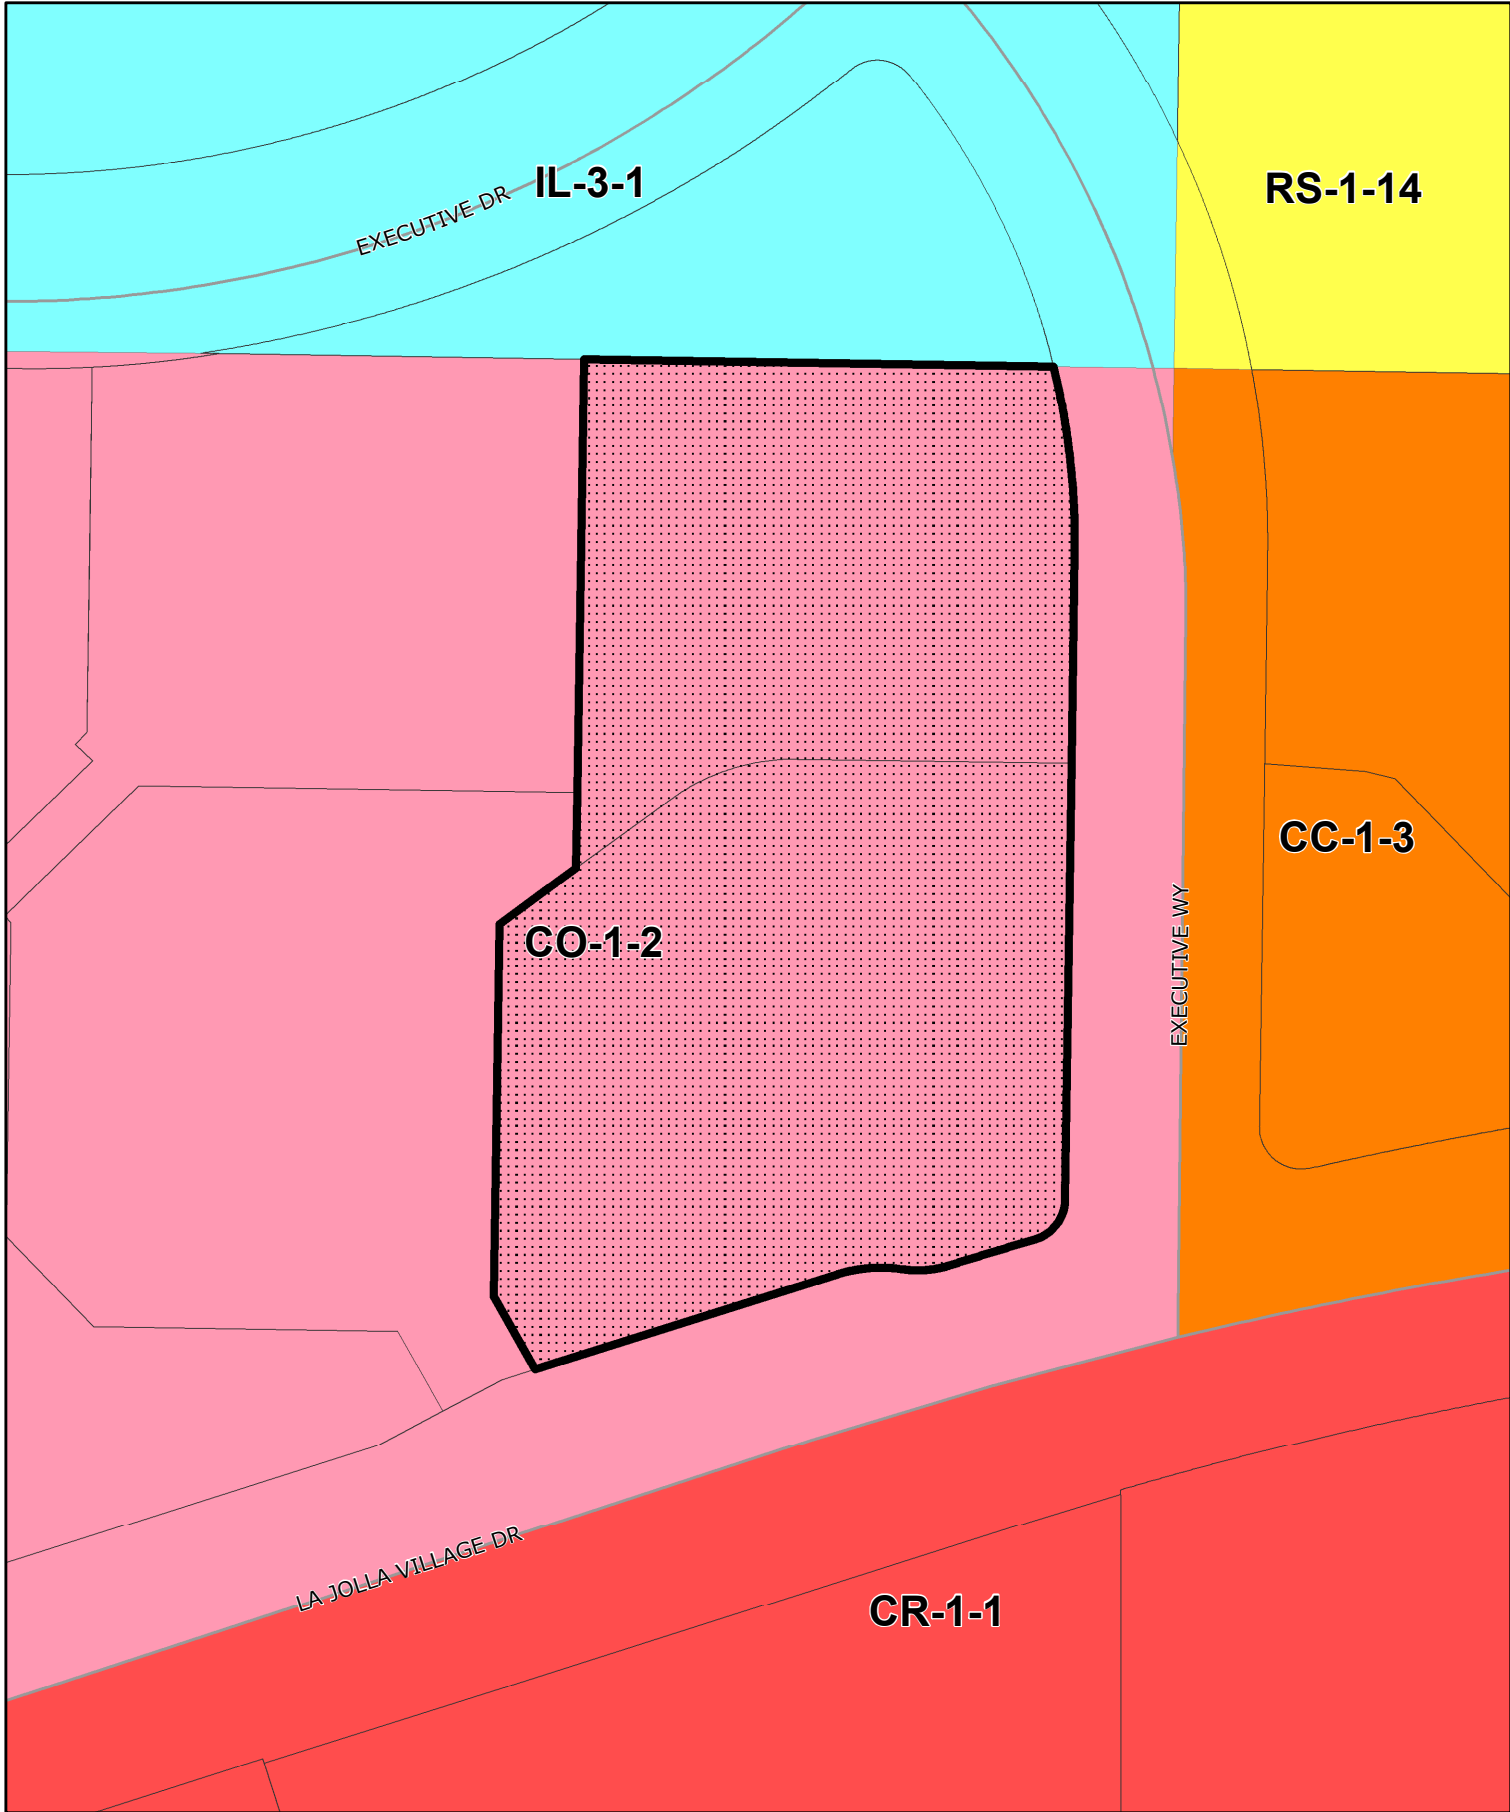 IL-3-1
RS-1-14
EXECUTIVE DR
CC-1-3
CO-1-2
EXECUTIVE WY
LA JOLLA VILLAGE DR
CR-1-1